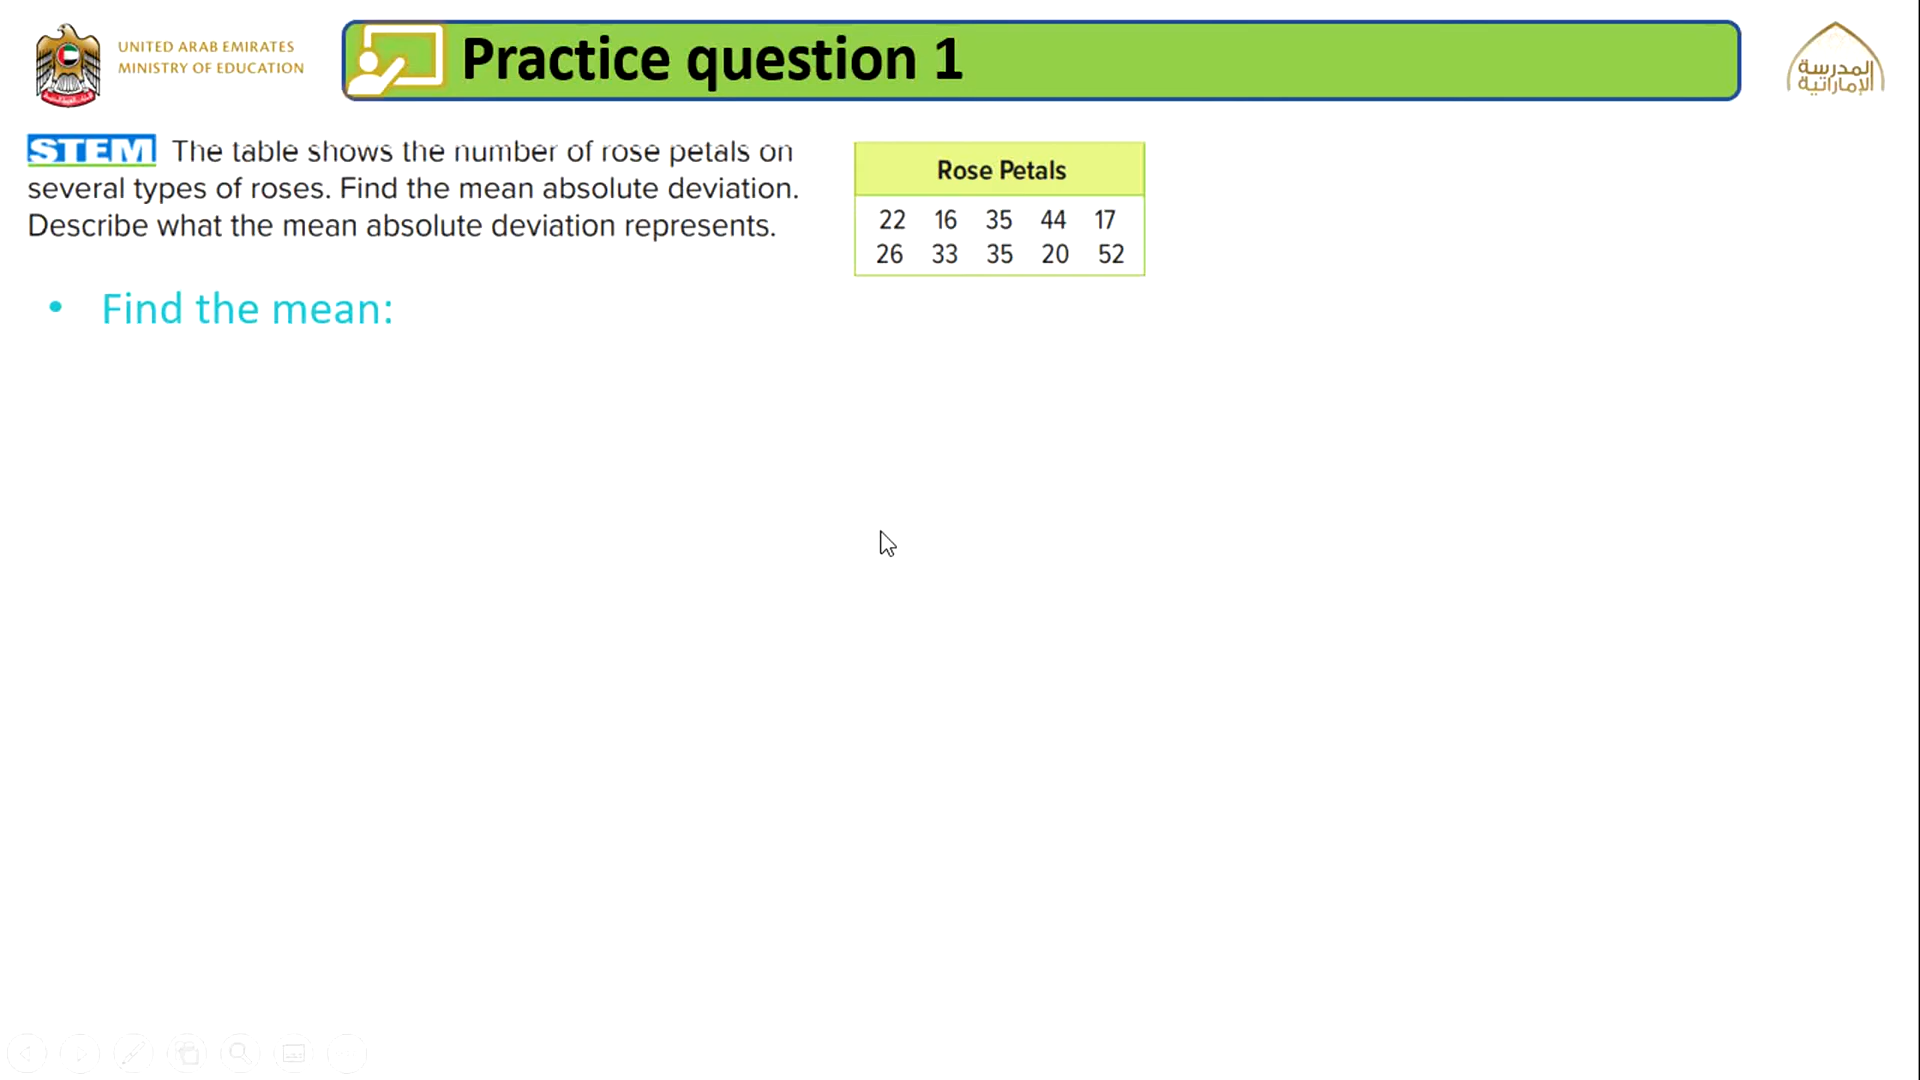 UNITED ARAB EMIRATES
MINISTRY OF EDUCATION
Practice question 1
المدرسة
الإماراتية
STEM The table shows the number of rose petals on
several types of roses. Find the mean absolute deviation.
Describe what the mean absolute deviation represents.
Rose Petals
22 16 35 44 17
26 33 35 20 52
• Find the mean: